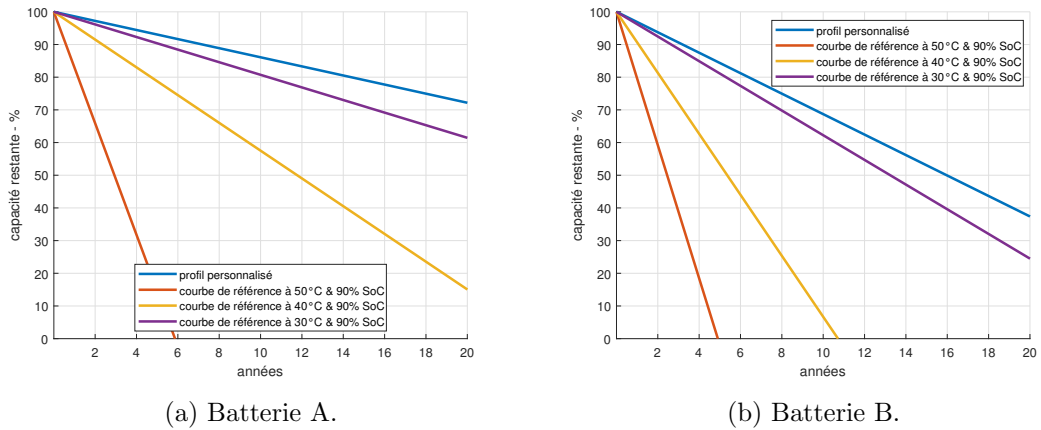 100
90
80
70
60
50
40
30
20
10
0
capacité restante - %
profil personnalisé
courbe de référence à 50°C & 90% SoC
courbe de référence à 40°C & 90% SoC
courbe de référence à 30°C & 90% SoC
2 4 6 8 10 12 14 16 18 20
années
(a) Batterie A.
100
90
80
70
60
50
40
30
20
10
0
capacité restante - %
profil personnalisé
courbe de référence à 50°C & 90% SoC
courbe de référence à 40°C & 90% SoC
courbe de référence à 30°C & 90% SoC
2 4 6 8 10 12 14 16 18 20
années
(b) Batterie B.